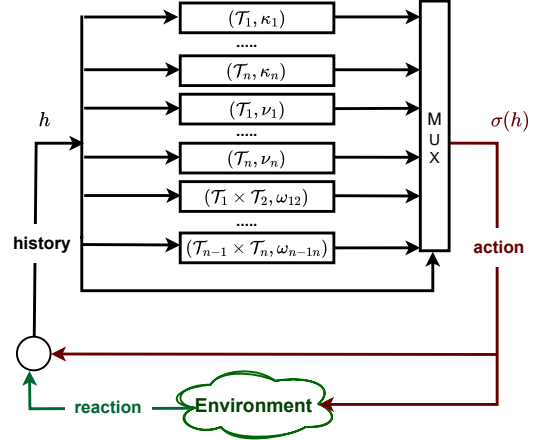 (𝒯₁, κ₁)
.....
(𝒯ₙ, κₙ)
(𝒯₁, ν₁)
.....
(𝒯ₙ, νₙ)
(𝒯₁ × 𝒯₂, ω₁₂)
.....
(𝒯ₙ₋₁ × 𝒯ₙ, ωₙ₋₁ₙ)
M
U
X
h
σ(h)
history
action
reaction
Environment